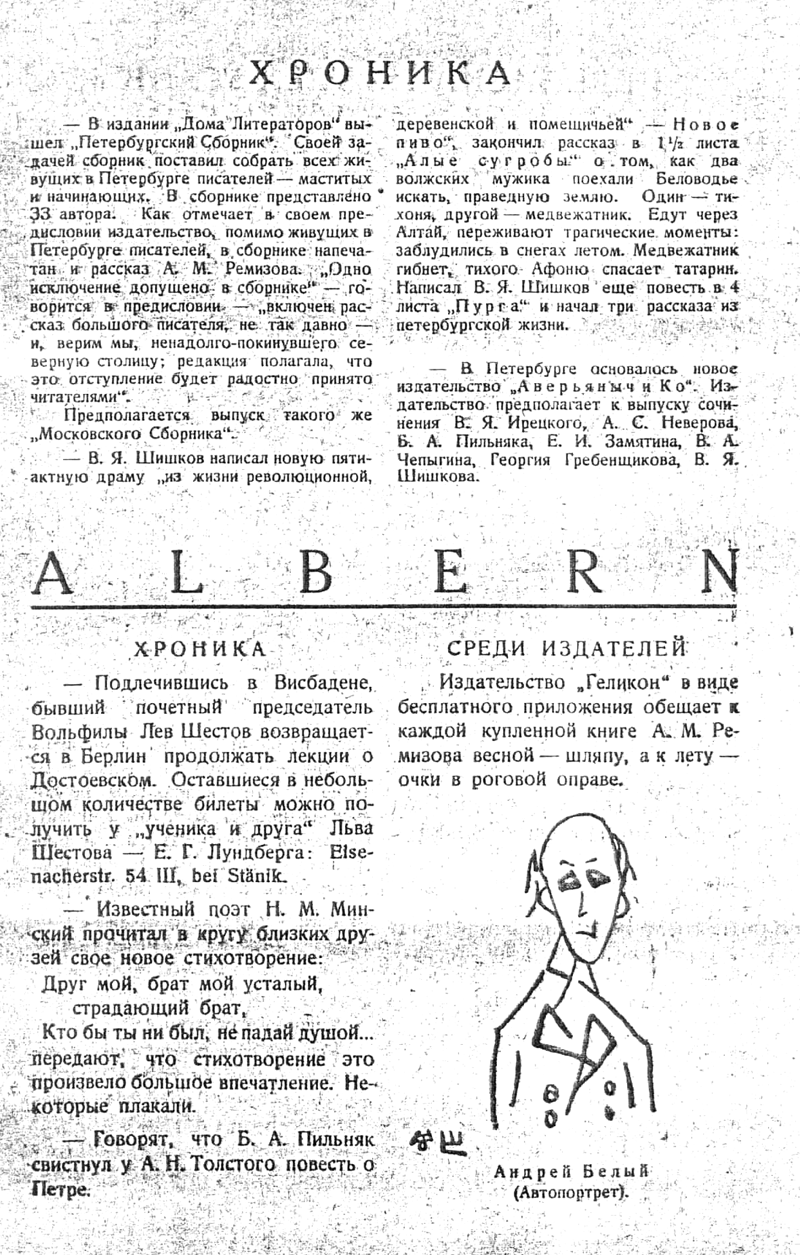 ХРОНИКА
— В издании „Дома Литераторов“ вы-
шел „Петербургский Сборник“. Своей за-
дачей сборник поставил собрать всех жи-
вущих в Петербурге писателей — маститых
и начинающих. В сборнике представлено
33 автора. Как отмечает в своем пре-
дисловии издательство, помимо живущих в
Петербурге писателей, в сборнике напеча-
тан и рассказ А. М. Ремизова. „Одно
исключение допущено в сборнике“ — го-
ворится в предисловии — „включен рас-
сказ большого писателя, не так давно —
и, верим мы, ненадолго-покинувшего се-
верную столицу; редакция полагала, что
это отступление будет радостно принято
читателями“.
Предполагается выпуск такого же
„Московского Сборника“.
— В. Я. Шишков написал новую пяти-
актную драму „из жизни революционной,
деревенской и помещичьей“ — Новое
пиво“, закончил рассказ в 1½ листа
„Алые сугробы“ о том, как два
волжских мужика поехали Беловодье
искать, праведную землю. Один — ти-
хоня, другой — медвежатник. Едут через
Алтай, переживают трагические моменты:
заблудились в снегах летом. Медвежатник
гибнет, тихого Афоню спасает татарин.
Написал В. Я. Шишков еще повесть в 4
листа „Пурга“ и начал три рассказа из
петербургской жизни.
— В Петербурге основалось новое
издательство „Аверьяныч и Ко“. Из-
дательство предполагает к выпуску сочи-
нения В. Я. Ирецкого, А. С. Неверова,
Б. А. Пильняка, Е. И. Замятина, В. А.
Чепыгина, Георгия Гребенщикова, В. Я.
Шишкова.
ALBERN
ХРОНИКА
— Подлечившись в Висбадене,
бывший почетный председатель
Вольфилы Лев Шестов возвращает-
ся в Берлин продолжать лекции о
Достоевском. Оставшиеся в неболь-
шом количестве билеты можно по-
лучить у „ученика и друга“ Льва
Шестова — Е. Г. Лундберга: Eise-
nacherstr. 54 III, bei Stänik.
— Известный поэт Н. М. Мин-
ский прочитал в кругу близких дру-
зей свое новое стихотворение:
Друг мой, брат мой усталый,
страдающий брат,
Кто бы ты ни был, не падай душой...
передают, что стихотворение это
произвело большое впечатление. Не-
которые плакали.
— Говорят, что Б. А. Пильняк
свистнул у А. Н. Толстого повесть о
Петре.
СРЕДИ ИЗДАТЕЛЕЙ
Издательство „Геликон“ в виде
бесплатного приложения обещает к
каждой купленной книге А. М. Ре-
мизова весной — шляпу, а к лету —
очки в роговой оправе.
Андрей Белый
(Автопортрет).